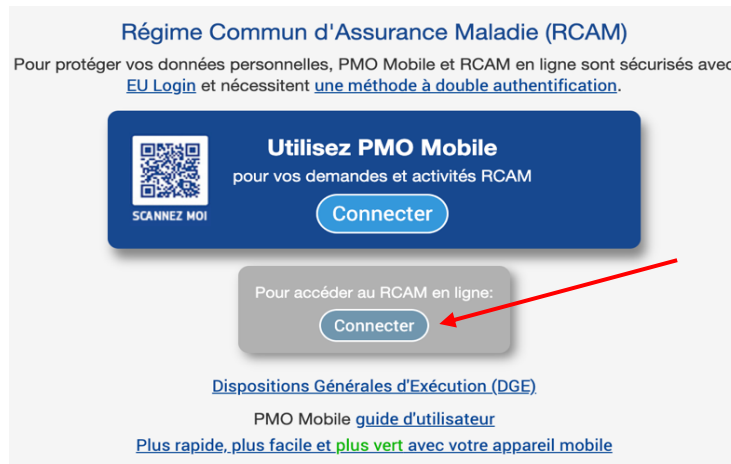 Régime Commun d'Assurance Maladie (RCAM)
Pour protéger vos données personnelles, PMO Mobile et RCAM en ligne sont sécurisés avec
EU Login et nécessitent une méthode à double authentification.
Utilisez PMO Mobile
pour vos demandes et activités RCAM
Connecter
SCANNEZ MOI
Pour accéder au RCAM en ligne:
Connecter
Dispositions Générales d'Exécution (DGE)
PMO Mobile guide d'utilisateur
Plus rapide, plus facile et plus vert avec votre appareil mobile